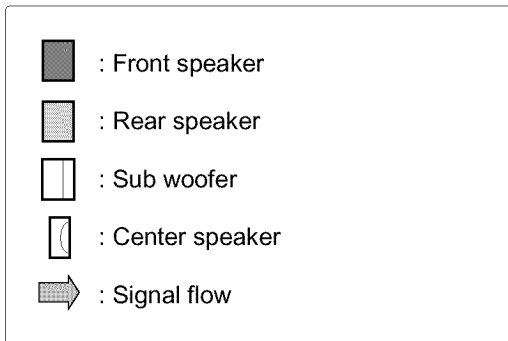 : Front speaker
: Rear speaker
: Sub woofer
: Center speaker
: Signal flow